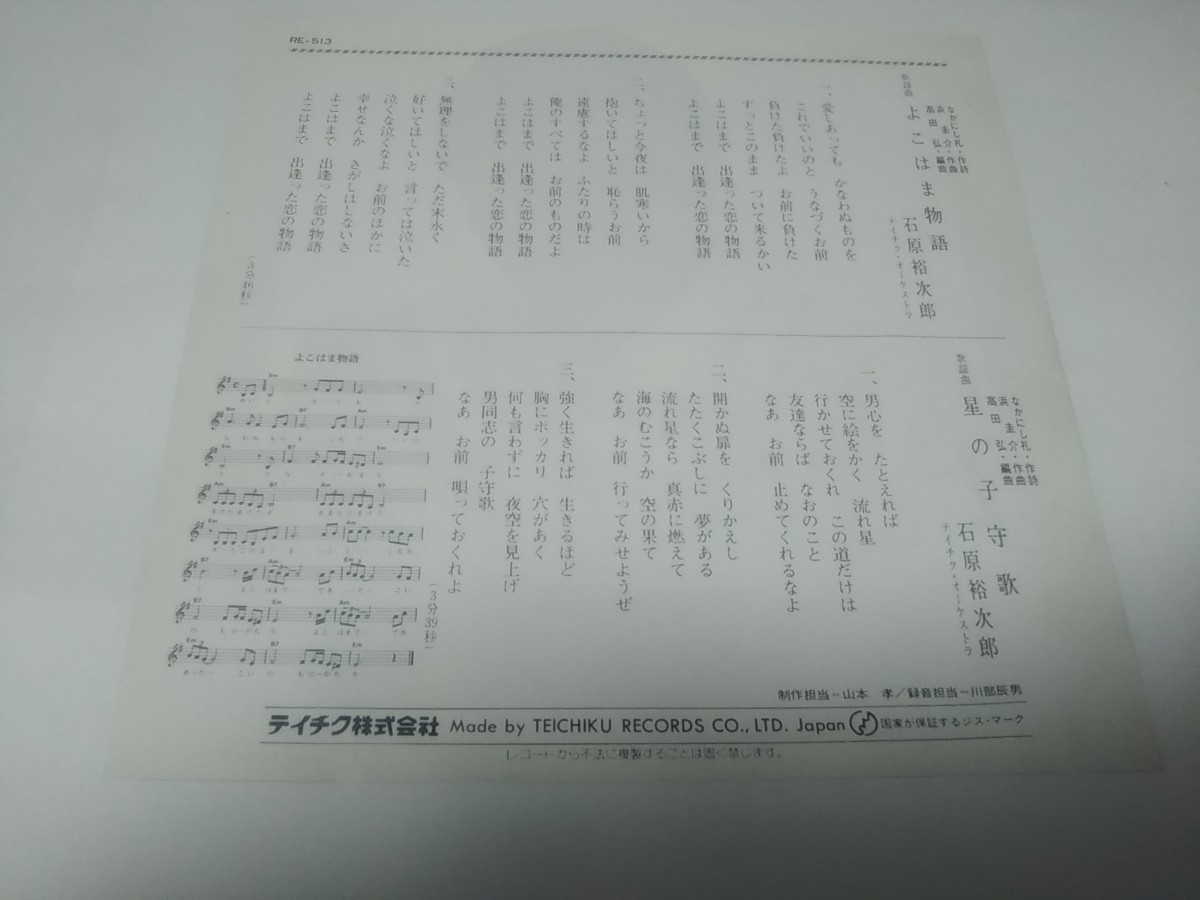 RE-513
なかにし礼・作詩
浜 圭介・作曲
高田 弘・編曲
歌謡曲 よこはま物語
石原裕次郎
テイチク・オーケストラ
一、愛しあっても かなわぬものを
これでいいのと うなづくお前
負けた負けたよ お前に負けた
ずっとこのまま ついて来るかい
よこはまで 出逢った恋の物語
よこはまで 出逢った恋の物語
二、ちょっと今夜は 肌寒いから
抱いてほしいと 恥らうお前
遠慮するなよ ふたりの時は
俺のすべては お前のものだよ
よこはまで 出逢った恋の物語
よこはまで 出逢った恋の物語
三、無理をしないで ただ末永く
好いてほしいと 言っては泣いた
泣くな泣くなよ お前のほかに
幸せなんか さがしはしないさ
よこはまで 出逢った恋の物語
よこはまで 出逢った恋の物語
(3分46秒)
なかにし礼・作詩
浜 圭介・作曲
高田 弘・編曲
歌謡曲 星の子守歌
石原裕次郎
テイチク・オーケストラ
一、男心を たとえれば
空に絵をかく 流れ星
行かせておくれ この道だけは
友達ならば なおのこと
なあ お前 止めてくれるなよ
二、開かぬ扉を くりかえし
たたくこぶしに 夢がある
流れ星なら 真赤に燃えて
海のむこうか 空の果て
なあ お前 行ってみせようぜ
三、強く生きれば 生きるほど
胸にポッカリ 穴があく
何も言わずに 夜空を見上げ
男同志の 子守歌
なあ お前 唄っておくれよ
(3分39秒)
よこはま物語
制作担当=山本 孝/録音担当=川部辰男
テイチク株式会社 Made by TEICHIKU RECORDS CO., LTD. Japan 国家が保証するジス・マーク
レコードから不法に複製することは固く禁じます。